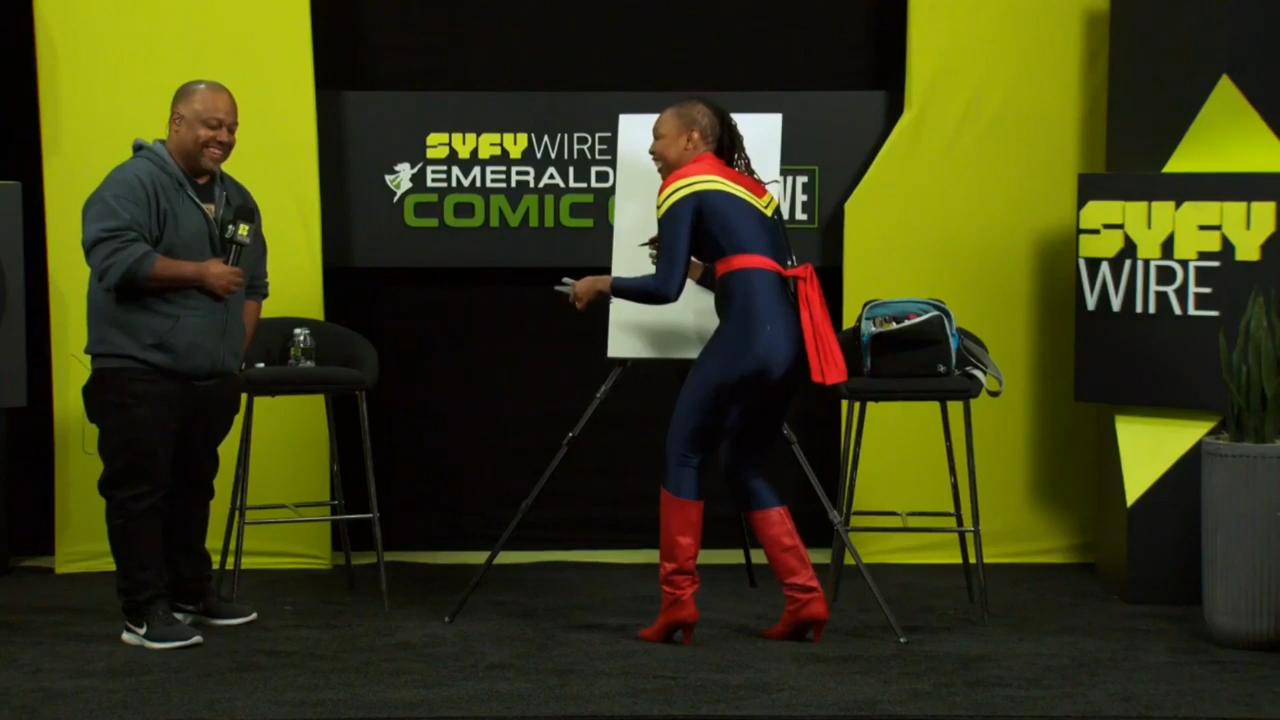 SYFY WIRE
EMERALD
COMIC
VE
SYFY
WIRE